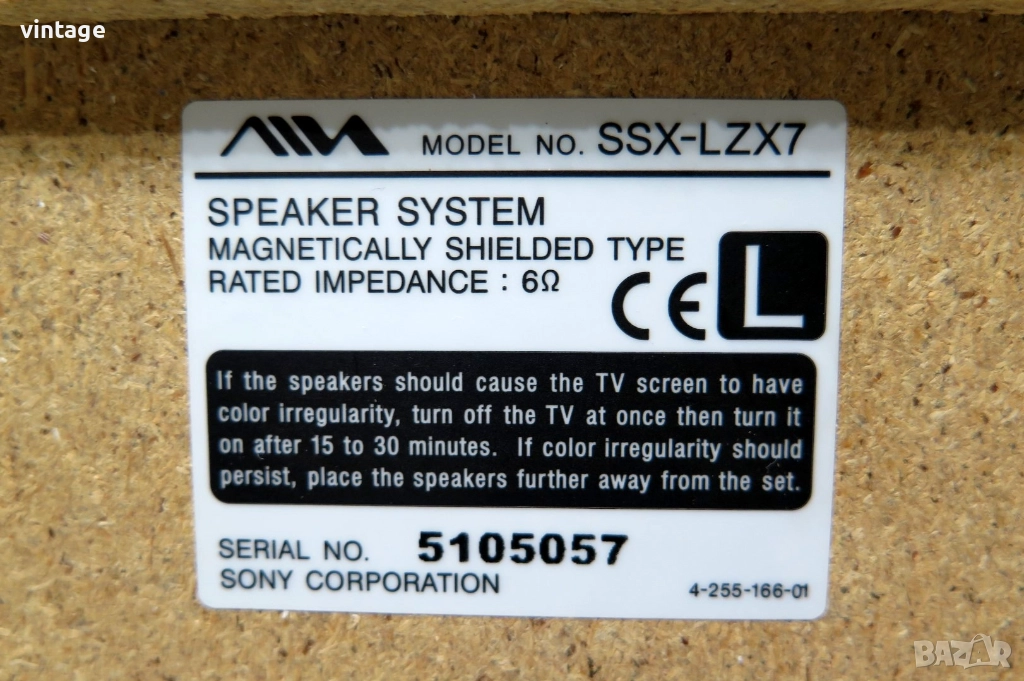 vintage
AIWA MODEL NO. SSX-LZX7
SPEAKER SYSTEM
MAGNETICALLY SHIELDED TYPE
RATED IMPEDANCE : 6Ω
CE L
If the speakers should cause the TV screen to have
color irregularity, turn off the TV at once then turn it
on after 15 to 30 minutes. If color irregularity should
persist, place the speakers further away from the set.
SERIAL NO. 5105057
SONY CORPORATION 4-255-166-01
BAZAR